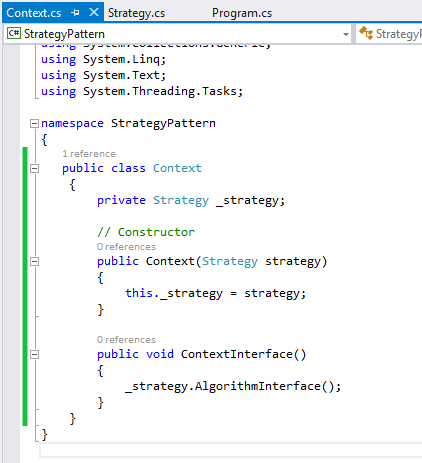 Context.cs Strategy.cs Program.cs
StrategyPattern StrategyP
using System.Collections.Generic;
using System.Linq;
using System.Text;
using System.Threading.Tasks;
namespace StrategyPattern
{
1 reference
public class Context
{
private Strategy _strategy;
// Constructor
0 references
public Context(Strategy strategy)
{
this._strategy = strategy;
}
0 references
public void ContextInterface()
{
_strategy.AlgorithmInterface();
}
}
}